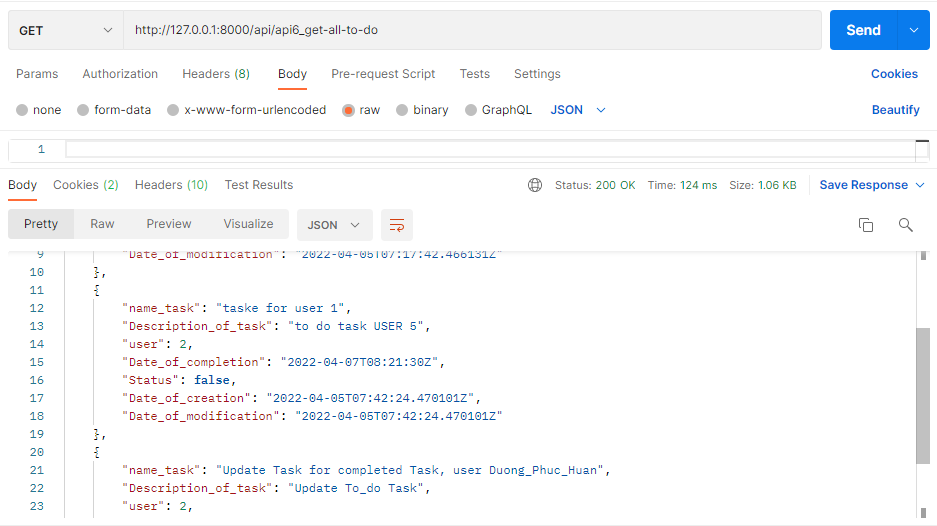 GET http://127.0.0.1:8000/api/api6_get-all-to-do Send
Params Authorization Headers (8) Body Pre-request Script Tests Settings Cookies
none form-data x-www-form-urlencoded raw binary GraphQL JSON Beautify
1
Body Cookies (2) Headers (10) Test Results Status: 200 OK Time: 124 ms Size: 1.06 KB Save Response
Pretty Raw Preview Visualize JSON
9 "Date_of_modification": "2022-04-05T07:17:42.466131Z"
10 },
11 {
12 "name_task": "taske for user 1",
13 "Description_of_task": "to do task USER 5",
14 "user": 2,
15 "Date_of_completion": "2022-04-07T08:21:30Z",
16 "Status": false,
17 "Date_of_creation": "2022-04-05T07:42:24.470101Z",
18 "Date_of_modification": "2022-04-05T07:42:24.470101Z"
19 },
20 {
21 "name_task": "Update Task for completed Task, user Duong_Phuc_Huan",
22 "Description_of_task": "Update To_do Task",
23 "user": 2,